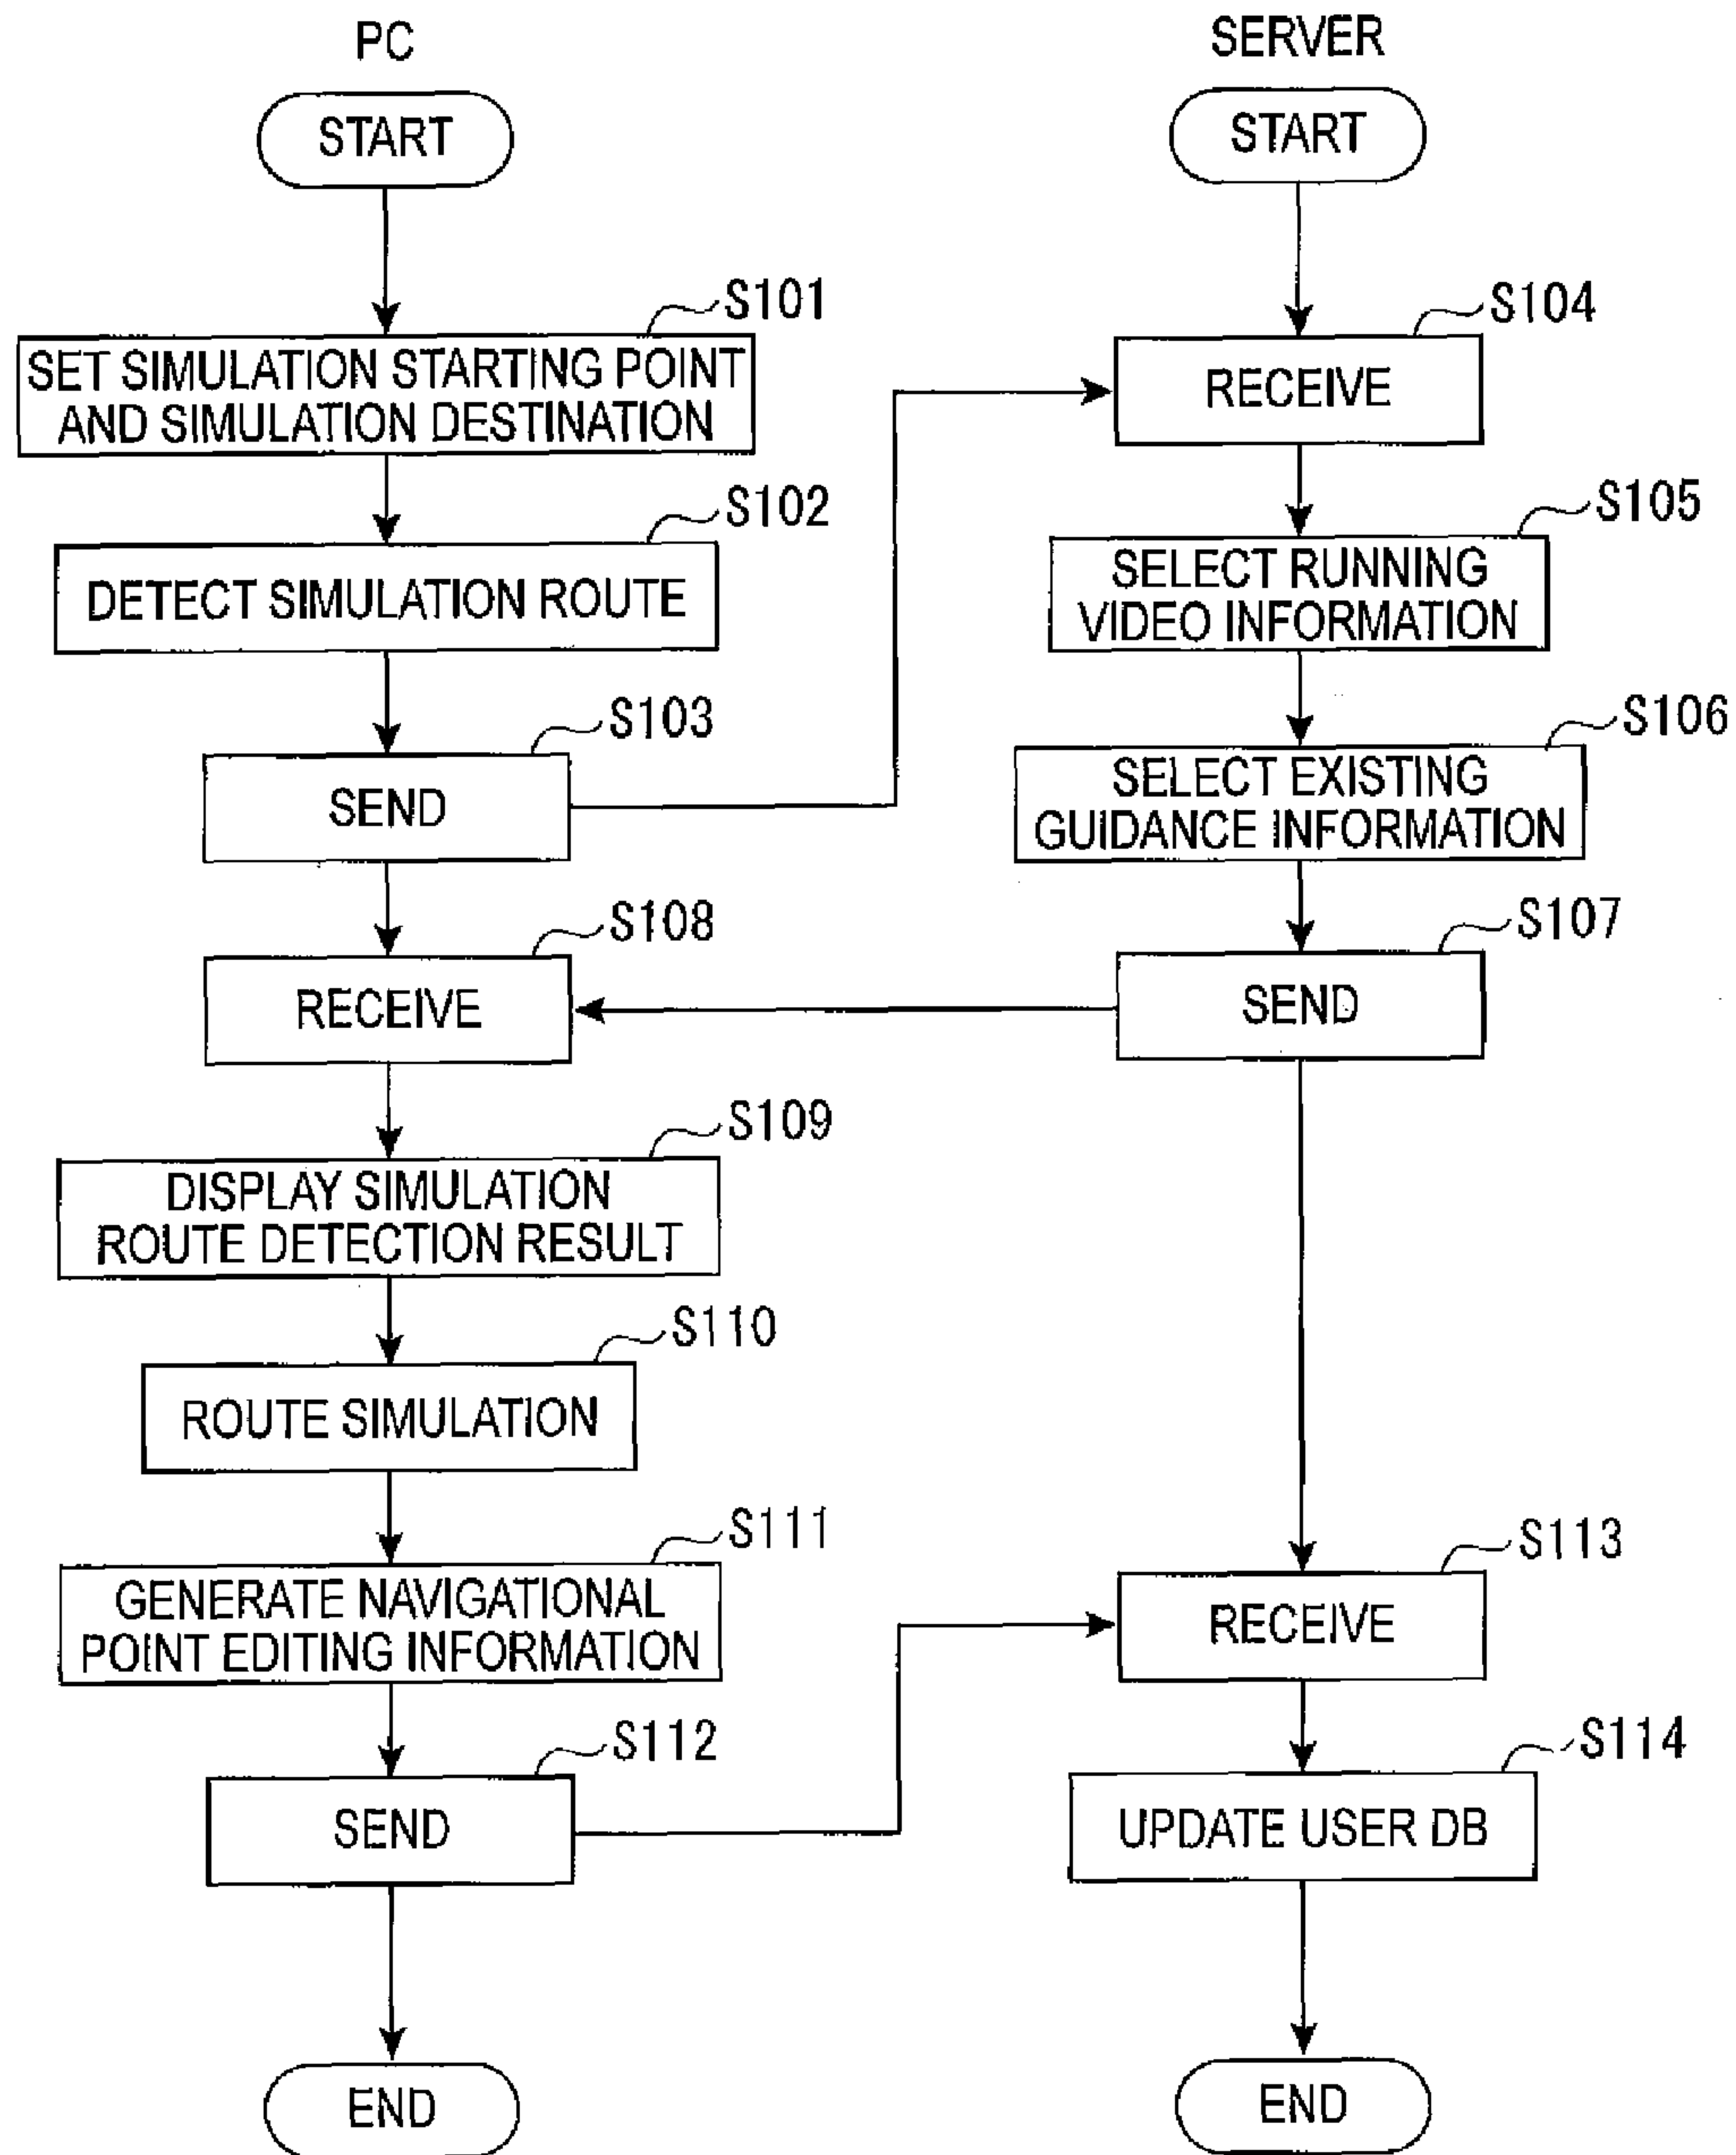 PC
START
S101
SET SIMULATION STARTING POINT
AND SIMULATION DESTINATION
S102
DETECT SIMULATION ROUTE
S103
SEND
S108
RECEIVE
S109
DISPLAY SIMULATION
ROUTE DETECTION RESULT
S110
ROUTE SIMULATION
S111
GENERATE NAVIGATIONAL
POINT EDITING INFORMATION
S112
SEND
END
SERVER
START
S104
RECEIVE
S105
SELECT RUNNING
VIDEO INFORMATION
S106
SELECT EXISTING
GUIDANCE INFORMATION
S107
SEND
S113
RECEIVE
S114
UPDATE USER DB
END